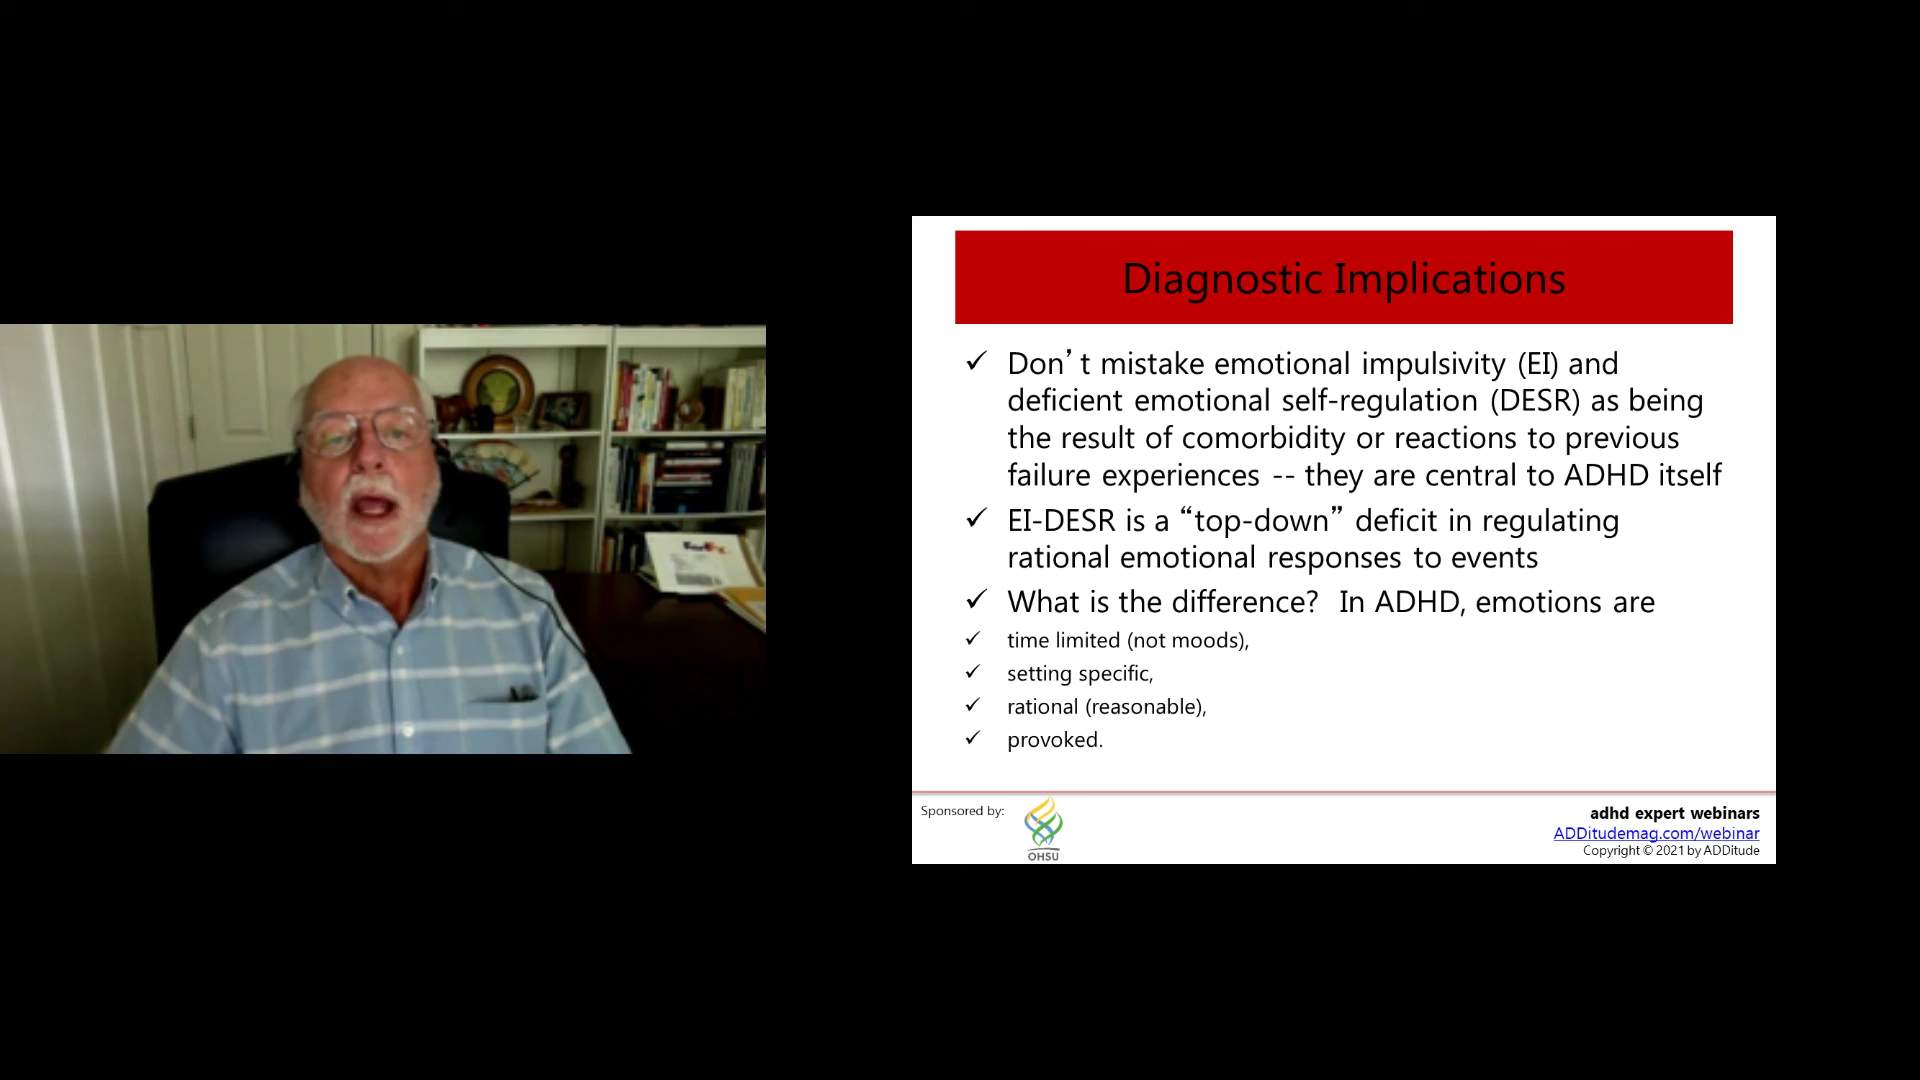 Diagnostic Implications
✓ Don’t mistake emotional impulsivity (EI) and
deficient emotional self-regulation (DESR) as being
the result of comorbidity or reactions to previous
failure experiences -- they are central to ADHD itself
✓ EI-DESR is a “top-down” deficit in regulating
rational emotional responses to events
✓ What is the difference?  In ADHD, emotions are
✓ time limited (not moods),
✓ setting specific,
✓ rational (reasonable),
✓ provoked.
Sponsored by:
OHSU
adhd expert webinars
ADDitudemag.com/webinar
Copyright © 2021 by ADDitude